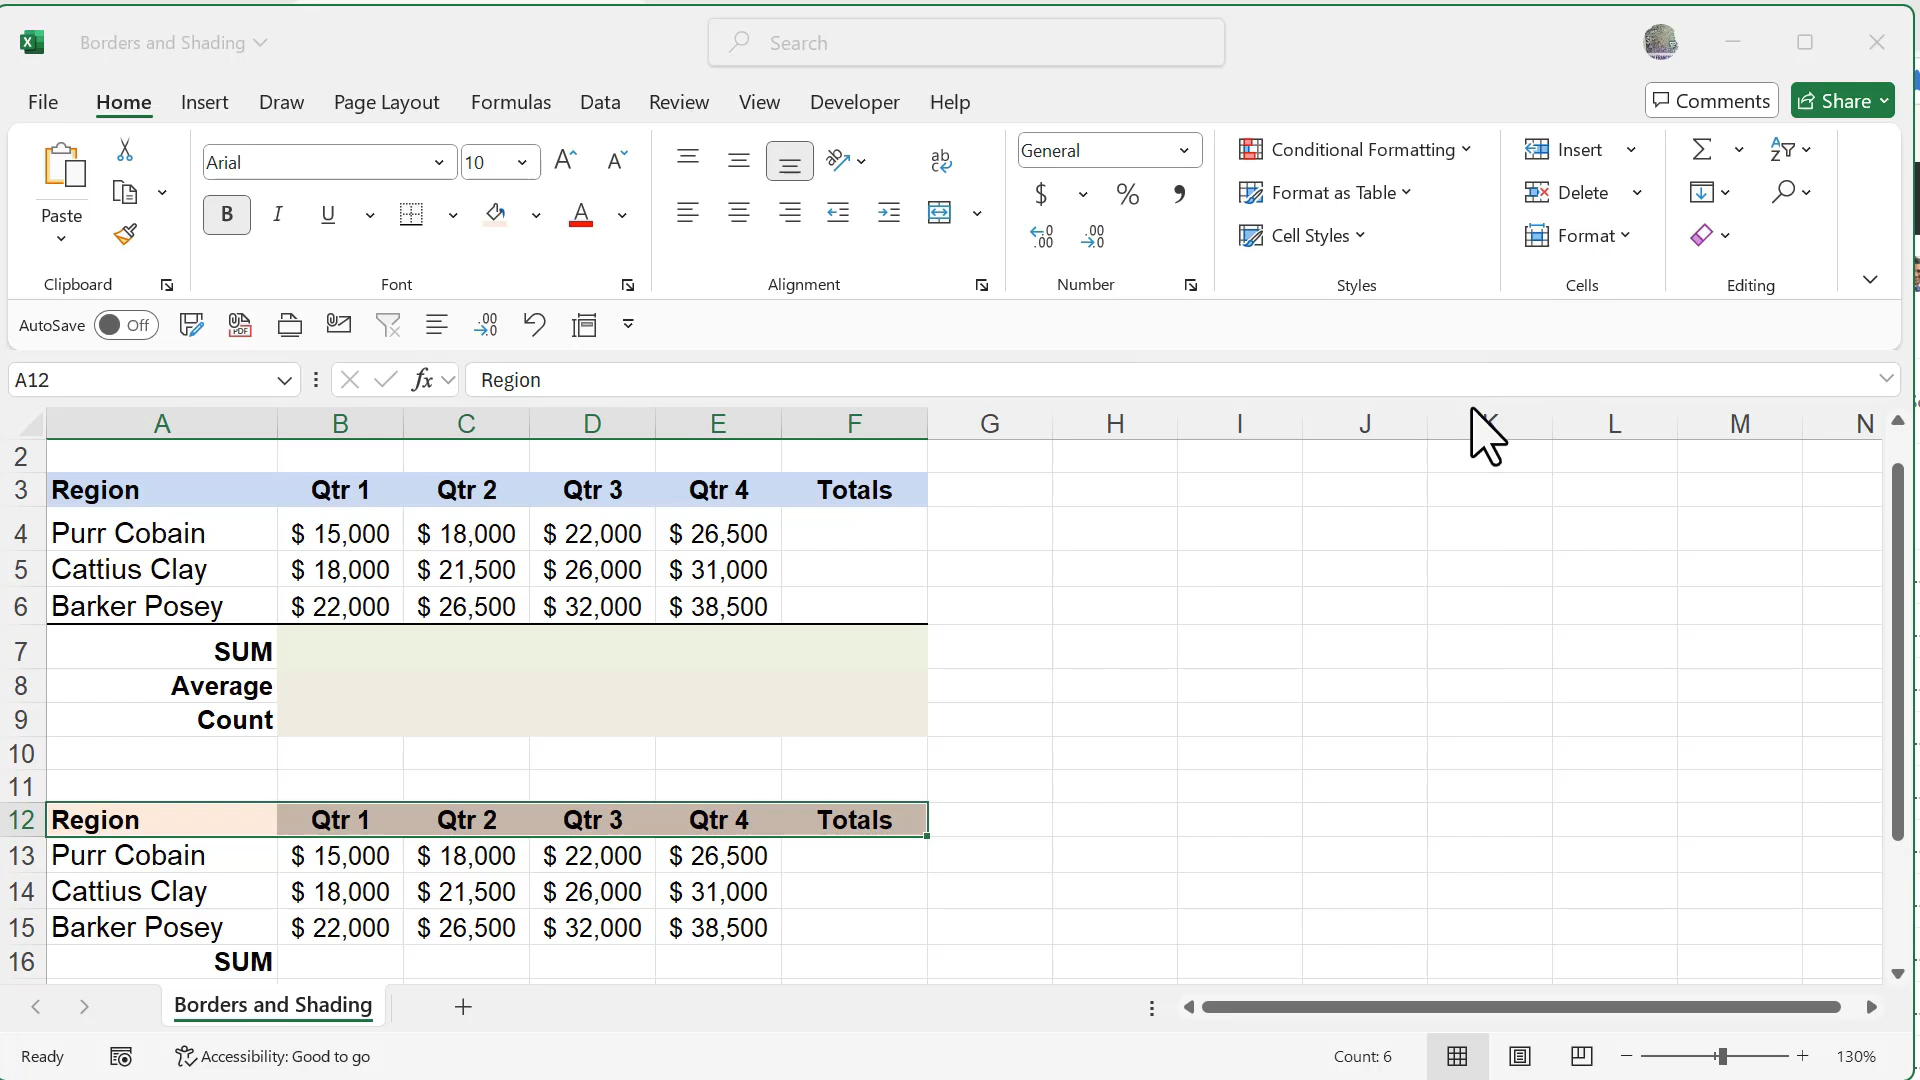 Borders and Shading
Search
File Home Insert Draw Page Layout Formulas Data Review View Developer Help
Comments Share
Paste
Arial 10
B I U A
General
$ % ,
Conditional Formatting
Format as Table
Cell Styles
Insert
Delete
Format
Clipboard Font Alignment Number Styles Cells Editing
AutoSave Off
A12 fx Region
A B C D E F G H I J K L M N
2
3 Region Qtr 1 Qtr 2 Qtr 3 Qtr 4 Totals
4 Purr Cobain $ 15,000 $ 18,000 $ 22,000 $ 26,500
5 Cattius Clay $ 18,000 $ 21,500 $ 26,000 $ 31,000
6 Barker Posey $ 22,000 $ 26,500 $ 32,000 $ 38,500
7 SUM
8 Average
9 Count
10
11
12 Region Qtr 1 Qtr 2 Qtr 3 Qtr 4 Totals
13 Purr Cobain $ 15,000 $ 18,000 $ 22,000 $ 26,500
14 Cattius Clay $ 18,000 $ 21,500 $ 26,000 $ 31,000
15 Barker Posey $ 22,000 $ 26,500 $ 32,000 $ 38,500
16 SUM
Borders and Shading
Ready Accessibility: Good to go Count: 6 130%